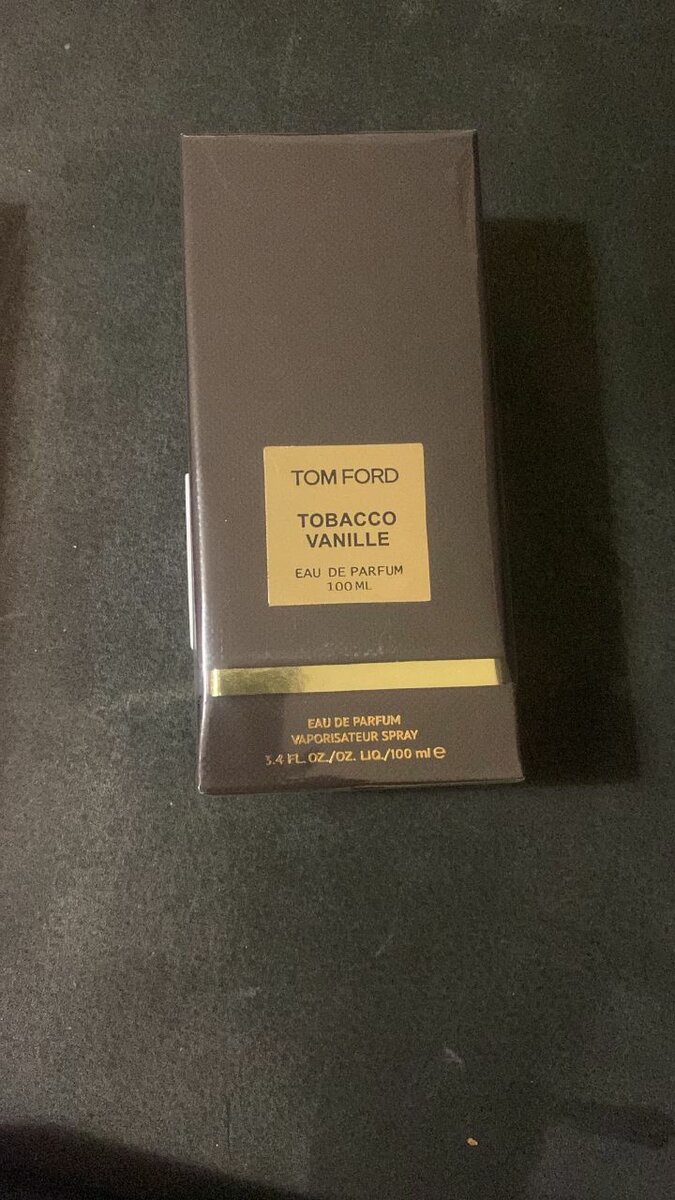 TOM FORD
TOBACCO
VANILLE
EAU DE PARFUM
100 ML
EAU DE PARFUM
VAPORISATEUR SPRAY
3.4 FL. OZ./OZ. LIQ./100 ml ℮